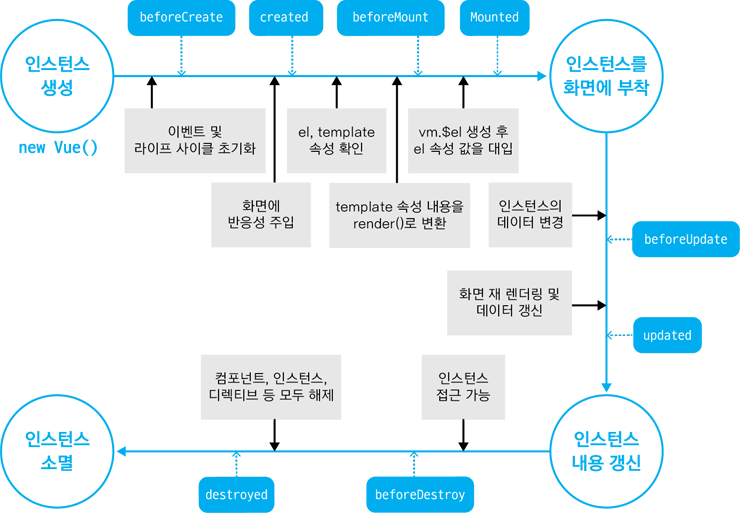 beforeCreate
created
beforeMount
Mounted
인스턴스
생성
new Vue()
인스턴스를
화면에 부착
이벤트 및
라이프 사이클 초기화
el, template
속성 확인
vm.$el 생성 후
el 속성 값을 대입
화면에
반응성 주입
template 속성 내용을
render()로 변환
인스턴스의
데이터 변경
beforeUpdate
화면 재 렌더링 및
데이터 갱신
updated
컴포넌트, 인스턴스,
디렉티브 등 모두 해제
인스턴스
접근 가능
인스턴스
소멸
인스턴스
내용 갱신
destroyed
beforeDestroy